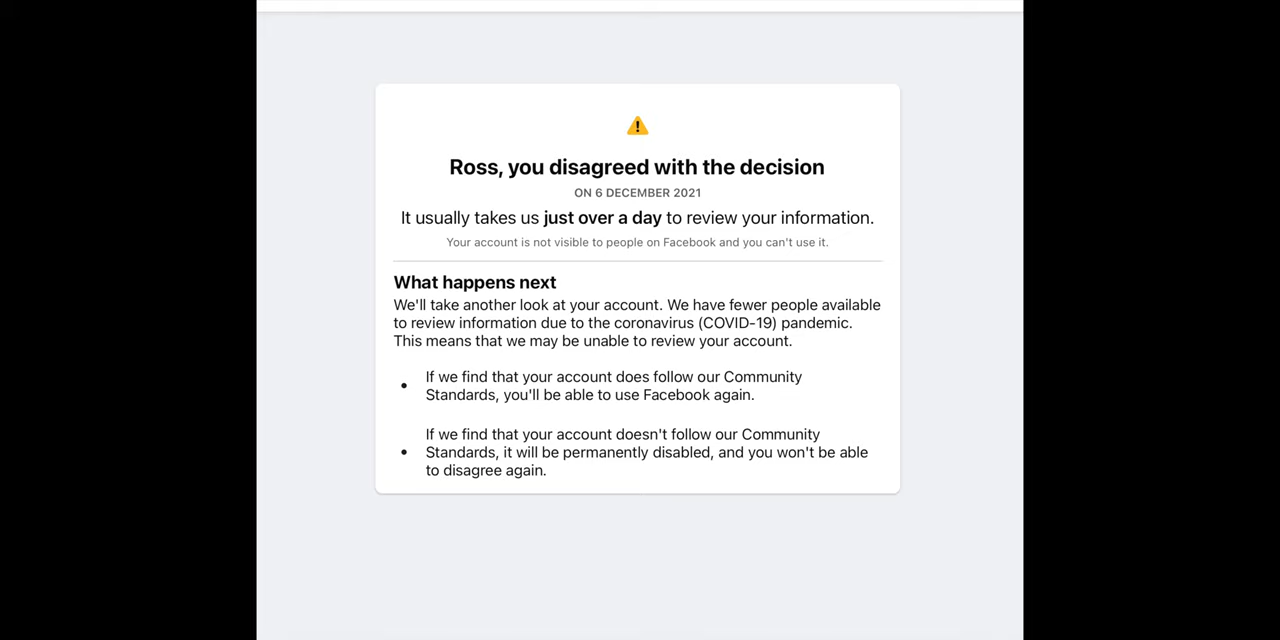 Ross, you disagreed with the decision
ON 6 DECEMBER 2021
It usually takes us just over a day to review your information.
Your account is not visible to people on Facebook and you can't use it.
What happens next
We'll take another look at your account. We have fewer people available
to review information due to the coronavirus (COVID-19) pandemic.
This means that we may be unable to review your account.
• If we find that your account does follow our Community
Standards, you'll be able to use Facebook again.
If we find that your account doesn't follow our Community
• Standards, it will be permanently disabled, and you won't be able
to disagree again.